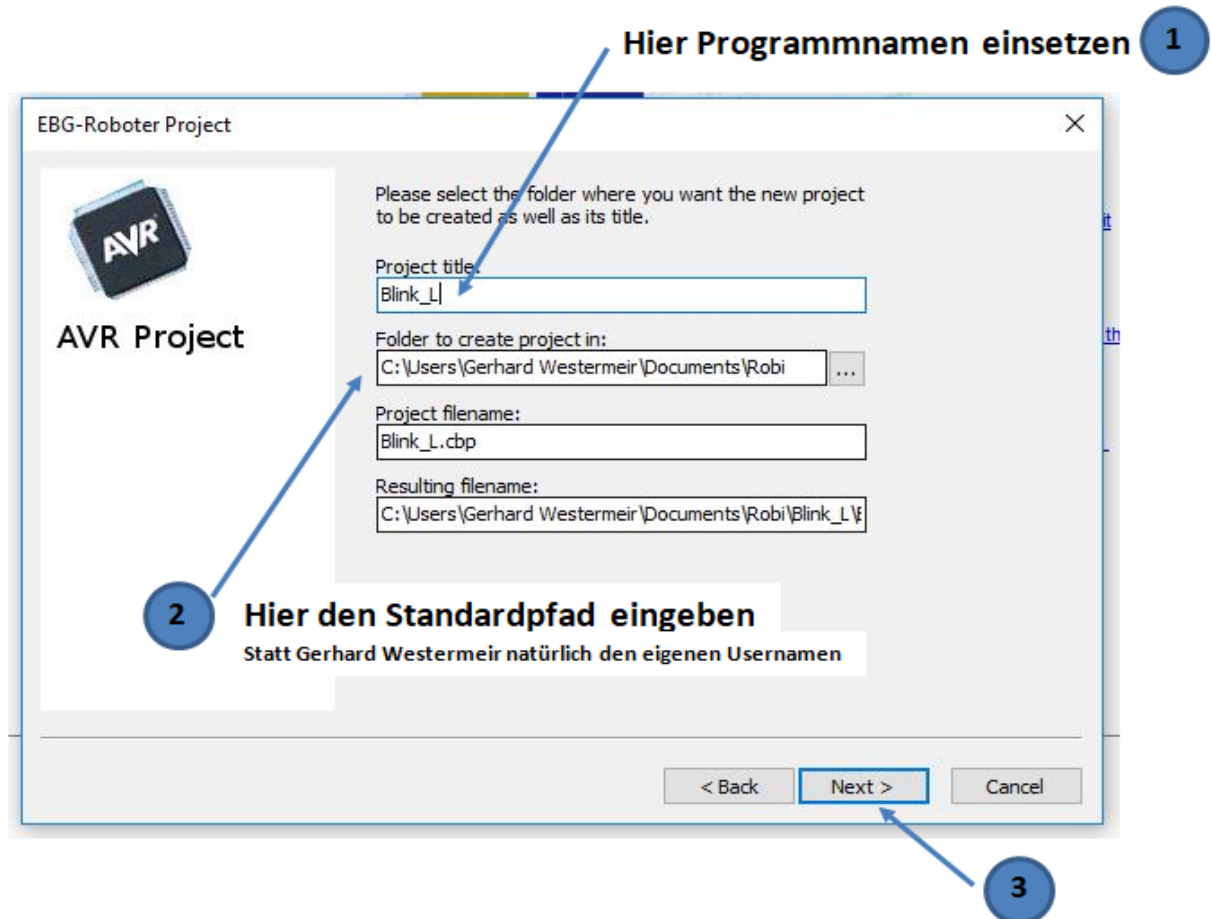 Hier Programmnamen einsetzen 1
EBG-Roboter Project
AVR
AVR Project
Please select the folder where you want the new project
to be created as well as its title.
Project title:
Blink_L
Folder to create project in:
C:\Users\Gerhard Westermeir\Documents\Robi ...
Project filename:
Blink_L.cbp
Resulting filename:
C:\Users\Gerhard Westermeir\Documents\Robi\Blink_L\
it
th
2 Hier den Standardpfad eingeben
Statt Gerhard Westermeir natürlich den eigenen Usernamen
< Back Next > Cancel
3